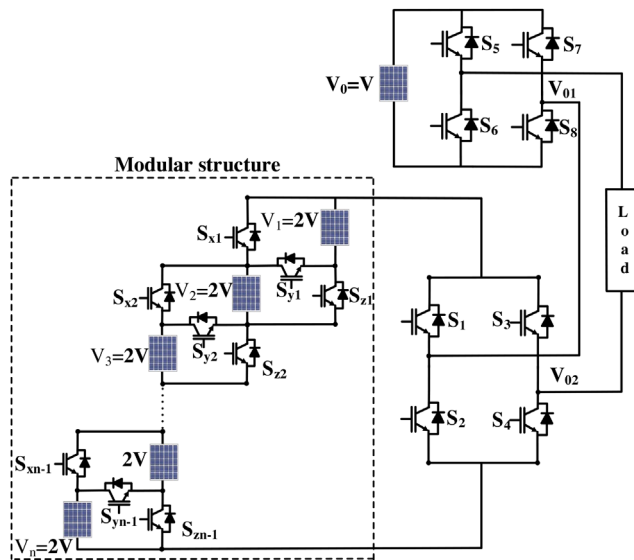 S5
S7
V0=V
V01
S6
S8
Modular structure
Sx1
V1=2V
Load
Sx2
V2=2V
Sy1
Sz1
S1
S3
V3=2V
Sy2
Sz2
V02
S2
S4
Sxn-1
2V
Syn-1
Szn-1
Vn=2V